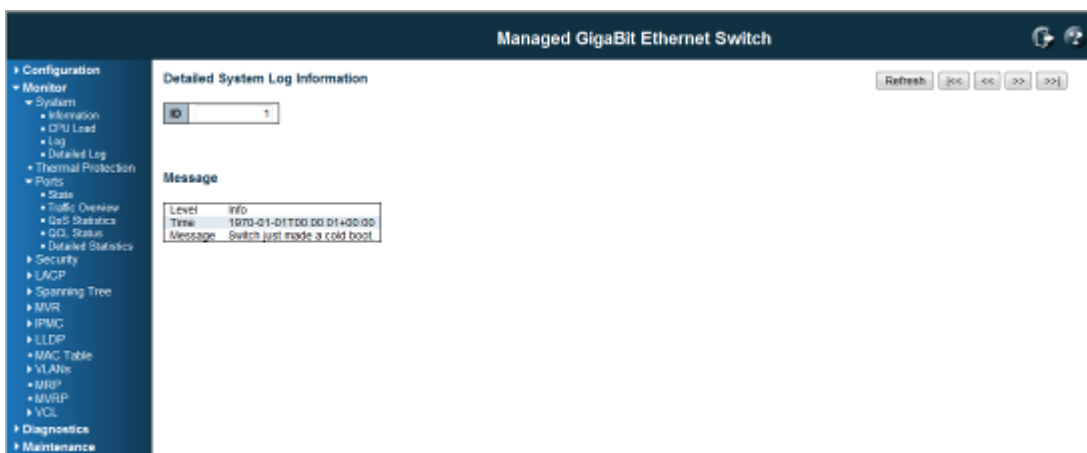 Managed GigaBit Ethernet Switch
Configuration
Monitor
System
Information
CPU Load
Log
Detailed Log
Thermal Protection
Ports
State
Traffic Overview
QoS Statistics
QCL Status
Detailed Statistics
Security
LACP
Spanning Tree
MVR
IPMC
LLDP
MAC Table
VLANs
MRP
MVRP
VCL
Diagnostics
Maintenance
Detailed System Log Information
Refresh |<< << >> >>|
ID 1
Message
Level Info
Time 1970-01-01T00:00:01+00:00
Message Switch just made a cold boot.